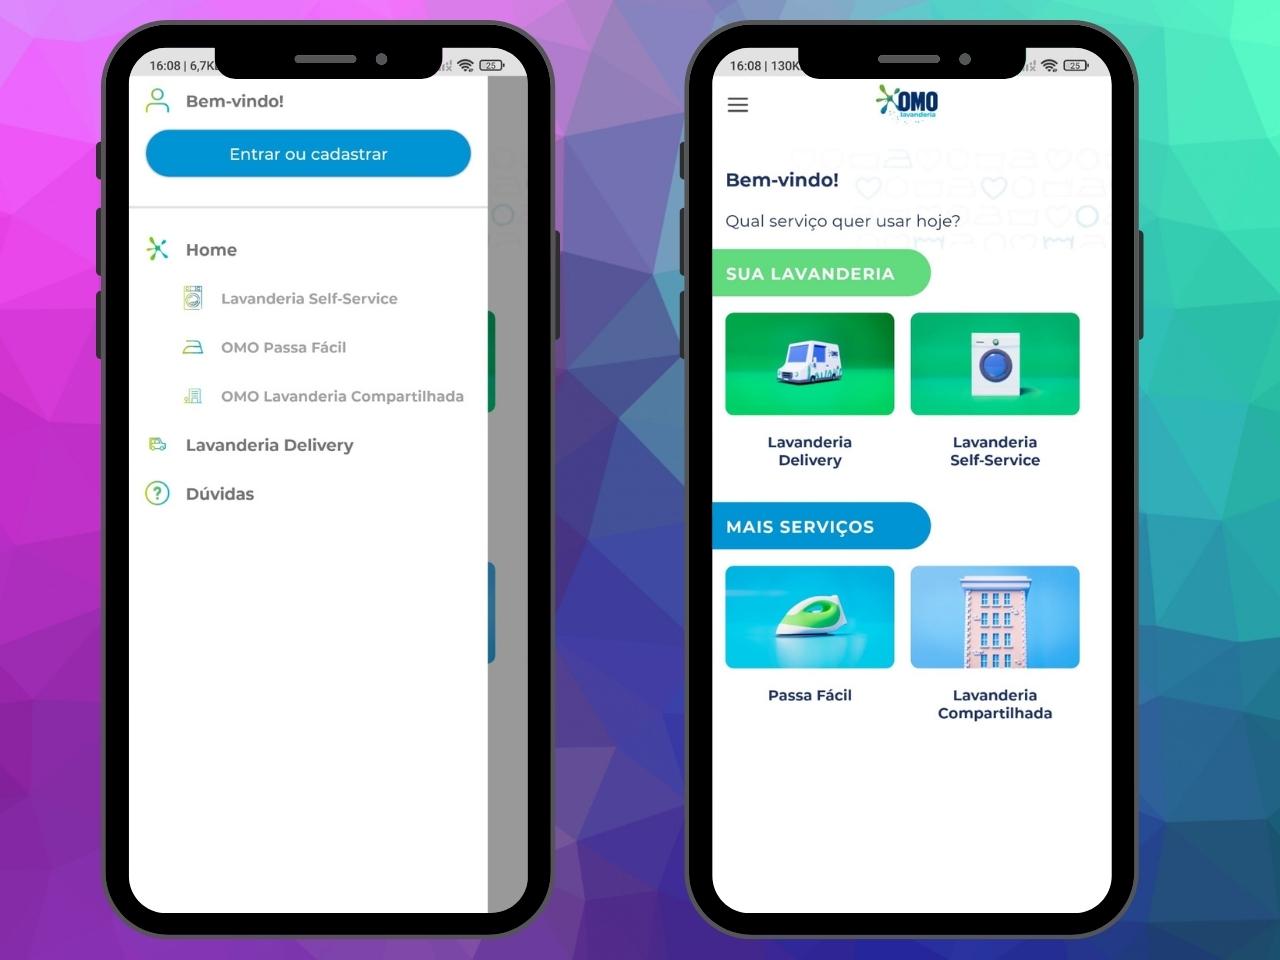 16:08 | 6,7K
25
Bem-vindo!
Entrar ou cadastrar
Home
Lavanderia Self-Service
OMO Passa Fácil
OMO Lavanderia Compartilhada
Lavanderia Delivery
Dúvidas
16:08 | 130K
25
OMO
lavanderia
Bem-vindo!
Qual serviço quer usar hoje?
SUA LAVANDERIA
OMO
Lavanderia
Delivery
Lavanderia
Self-Service
MAIS SERVIÇOS
Passa Fácil
Lavanderia
Compartilhada